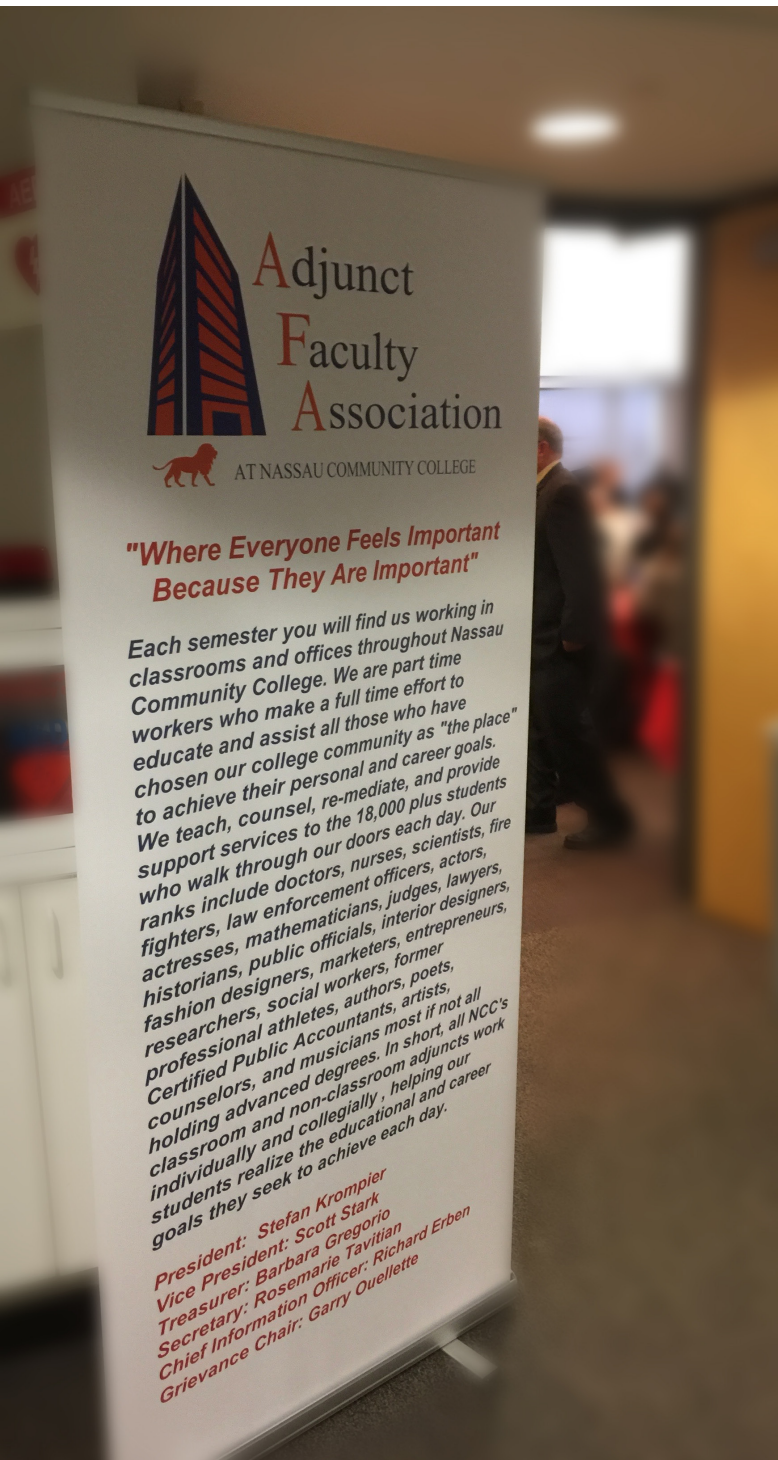 AE
Adjunct
Faculty
Association
AT NASSAU COMMUNITY COLLEGE
"Where Everyone Feels Important
Because They Are Important"
Each semester you will find us working in
classrooms and offices throughout Nassau
Community College. We are part time
workers who make a full time effort to
educate and assist all those who have
chosen our college community as "the place"
to achieve their personal and career goals.
We teach, counsel, re-mediate, and provide
support services to the 18,000 plus students
who walk through our doors each day. Our
ranks include doctors, nurses, scientists, fire
fighters, law enforcement officers, actors,
actresses, mathematicians, judges, lawyers,
historians, public officials, interior designers,
fashion designers, marketers, entrepreneurs,
researchers, social workers, former
professional athletes, authors, poets,
Certified Public Accountants, artists,
counselors, and musicians most if not all
holding advanced degrees. In short, all NCC's
classroom and non-classroom adjuncts work
individually and collegially , helping our
students realize the educational and career
goals they seek to achieve each day.
President: Stefan Krompier
Vice President: Scott Stark
Treasurer: Barbara Gregorio
Secretary: Rosemarie Tavitian
Chief Information Officer: Richard Erben
Grievance Chair: Garry Ouellette